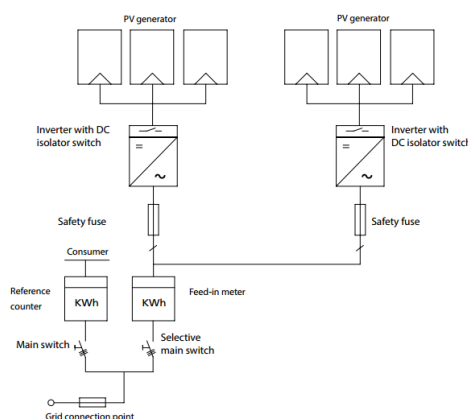 PV generator
PV generator
Inverter with DC
isolator switch
Inverter with
DC isolator switch
Safety fuse
Safety fuse
Consumer
Reference
counter
KWh
KWh
Feed-in meter
Main switch
Selective
main switch
Grid connection point